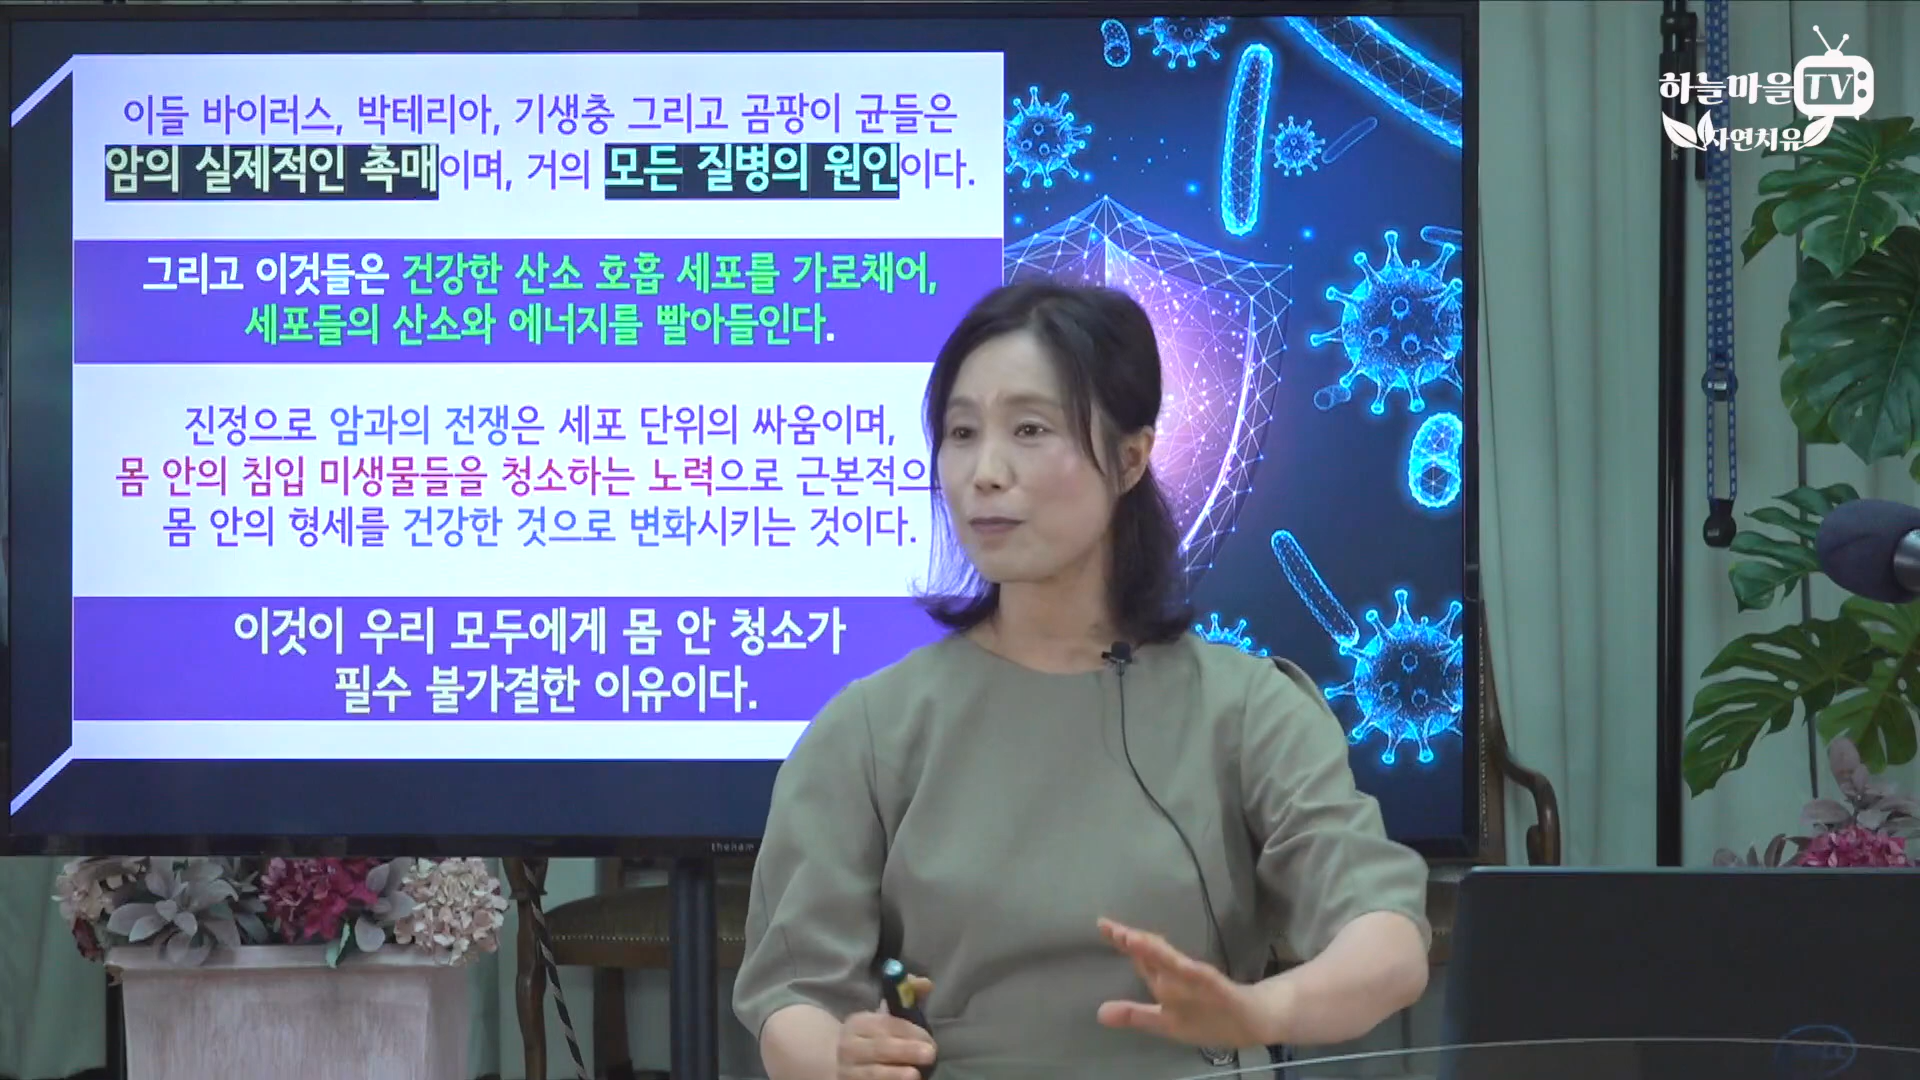 이들 바이러스, 박테리아, 기생충 그리고 곰팡이 균들은
암의 실제적인 촉매이며, 거의 모든 질병의 원인이다.
그리고 이것들은 건강한 산소 호흡 세포를 가로채어,
세포들의 산소와 에너지를 빨아들인다.
진정으로 암과의 전쟁은 세포 단위의 싸움이며,
몸 안의 침입 미생물들을 청소하는 노력으로 근본적으
몸 안의 형세를 건강한 것으로 변화시키는 것이다.
이것이 우리 모두에게 몸 안 청소가
필수 불가결한 이유이다.
하늘마을 TV
자연치유
theham
DELL